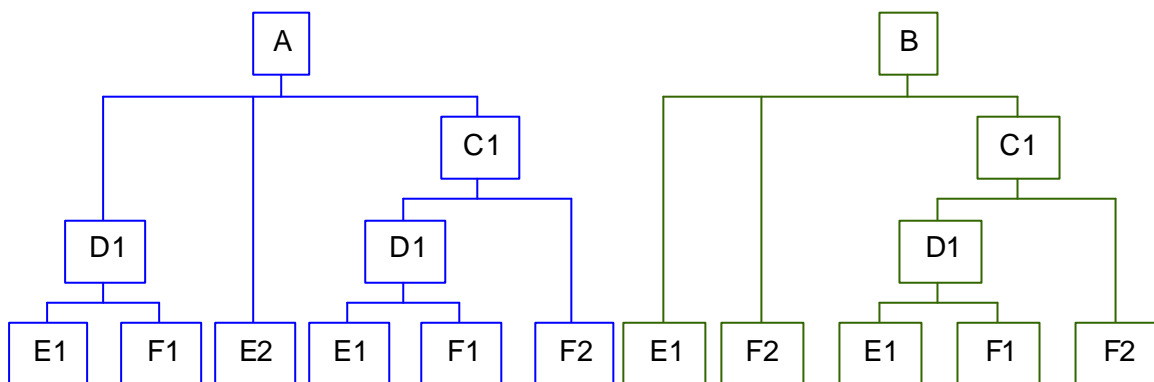 A B
C1 C1
D1 D1 D1
E1 F1 E2 E1 F1 F2 E1 F2 E1 F1 F2